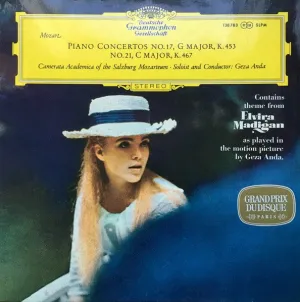 Deutsche
Grammophon
Gesellschaft
Mozart
PIANO CONCERTOS NO. 17, G MAJOR, K. 453
NO. 21, C MAJOR, K. 467
Camerata Academica of the Salzburg Mozarteum · Soloist and Conductor: Geza Anda
STEREO
Contains
theme from
Elvira
Madigan
as played in
the motion picture
by Geza Anda.
GRAND PRIX
DU DISQUE
PARIS